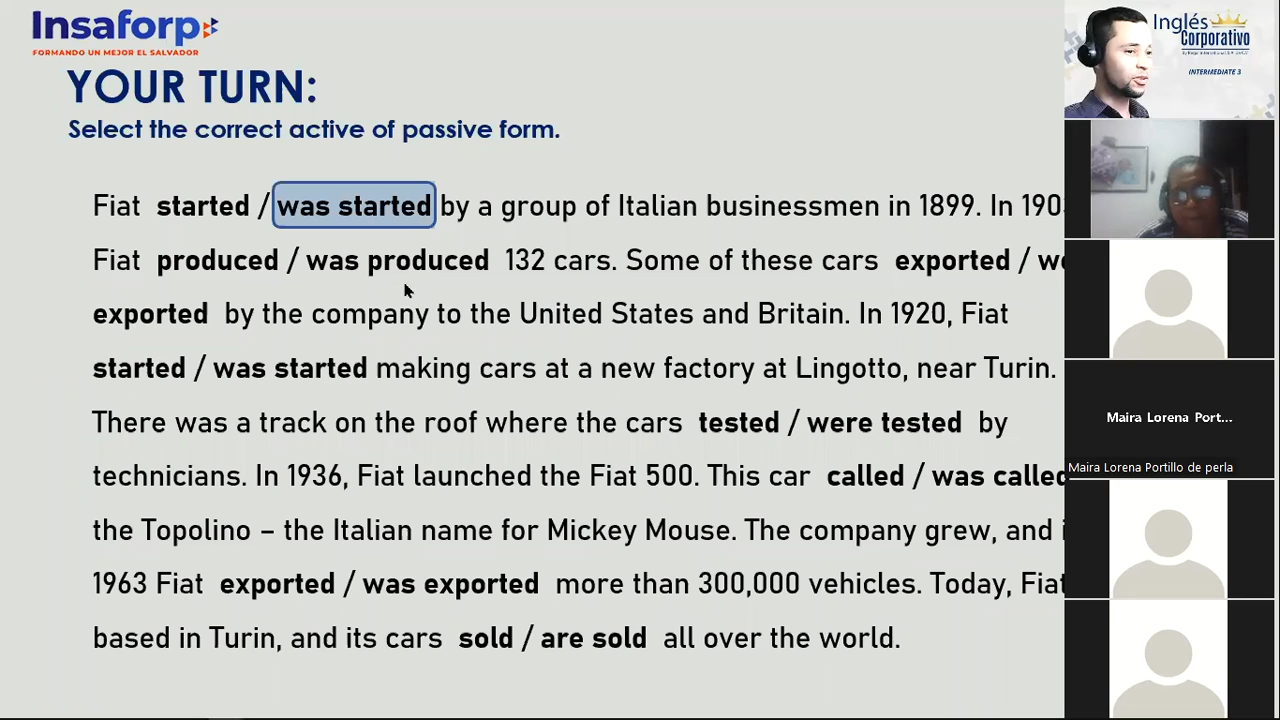 Insaforp
FORMANDO UN MEJOR EL SALVADOR
YOUR TURN:
Select the correct active of passive form.
Fiat started / was started by a group of Italian businessmen in 1899. In
Fiat produced / was produced 132 cars. Some of these cars exported /
exported by the company to the United States and Britain. In 1920, Fiat
started / was started making cars at a new factory at Lingotto, near Turin.
There was a track on the roof where the cars tested / were tested by
technicians. In 1936, Fiat launched the Fiat 500. This car called / was called
the Topolino – the Italian name for Mickey Mouse. The company grew, and
1963 Fiat exported / was exported more than 300,000 vehicles. Today, Fiat
based in Turin, and its cars sold / are sold all over the world.
Inglés
Corporativo
INTERMEDIATE 3
Maira Lorena Port...
Maira Lorena Portillo de perla